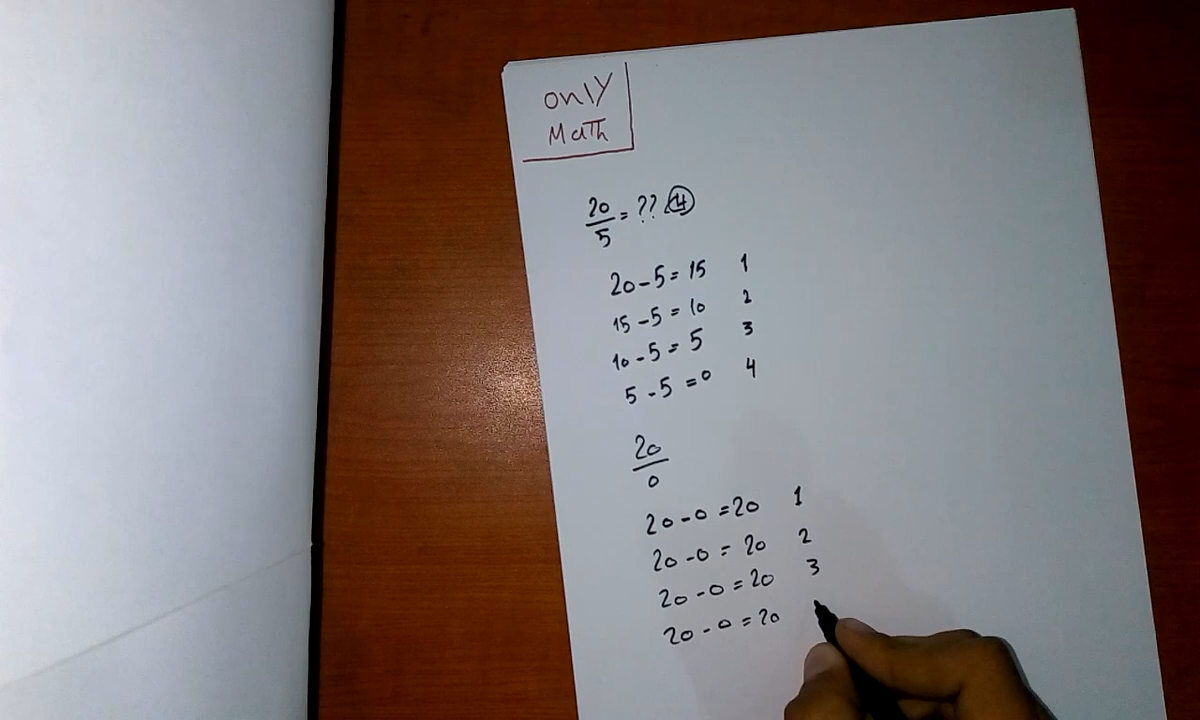 only
Math
20/5 = ?? 4
20 - 5 = 15 1
15 - 5 = 10 2
10 - 5 = 5 3
5 - 5 = 0 4
20/0
20 - 0 = 20 1
20 - 0 = 20 2
20 - 0 = 20 3
20 - 0 = 20